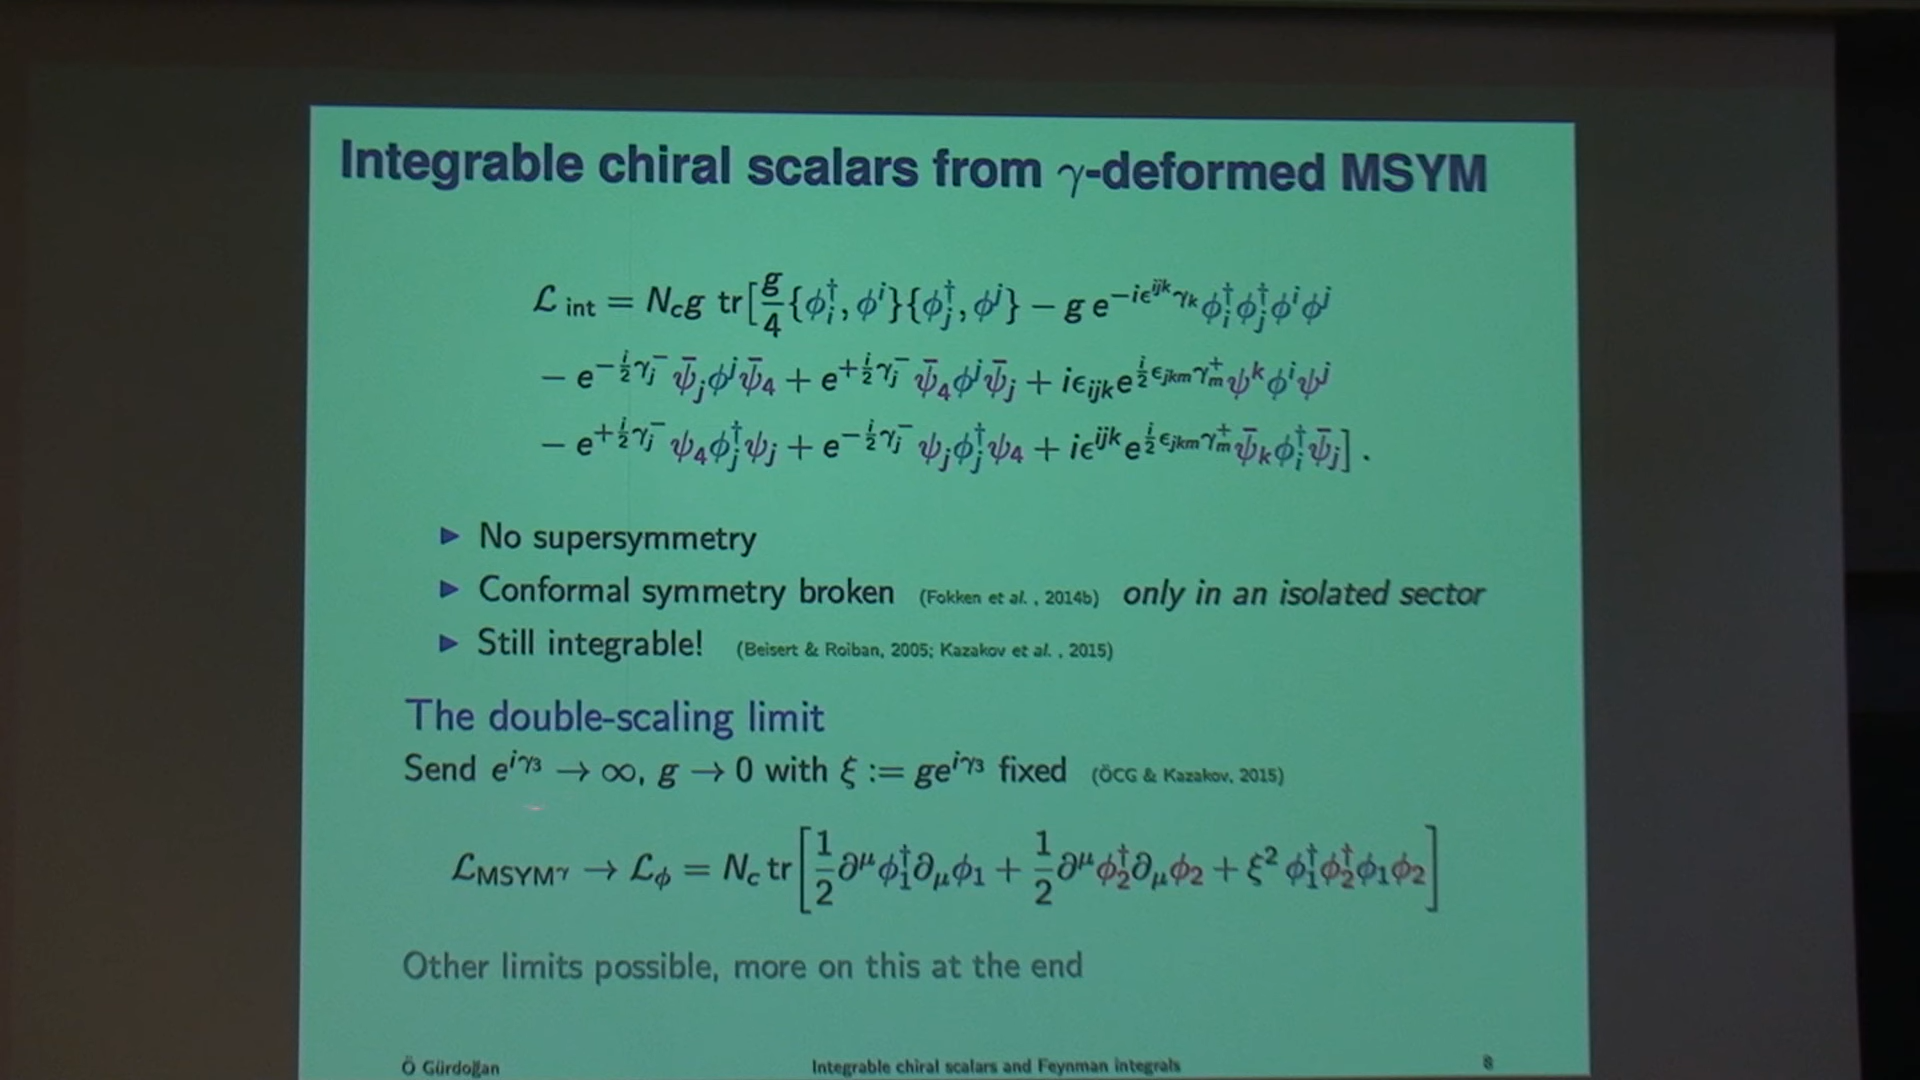 Integrable chiral scalars from γ-deformed MSYM
ℒ int = N_c g tr[ g/4 {ϕ†_i, ϕ^i}{ϕ†_j, ϕ^j} − g e^{−iϵ^{ijk}γ_k} ϕ†_i ϕ†_j ϕ^i ϕ^j
− e^{−i/2 γ_j^−} ψ̄_j ϕ^j ψ̄_4 + e^{+i/2 γ_j^−} ψ̄_4 ϕ^j ψ̄_j + iϵ_{ijk} e^{i/2 ϵ_{jkm} γ_m^+} ψ^k ϕ^i ψ^j
− e^{+i/2 γ_j^−} ψ_4 ϕ†_j ψ_j + e^{−i/2 γ_j^−} ψ_j ϕ†_j ψ_4 + iϵ^{ijk} e^{i/2 ϵ_{jkm} γ_m^+} ψ̄_k ϕ†_i ψ̄_j ] .
▶ No supersymmetry
▶ Conformal symmetry broken (Fokken et al. , 2014b) only in an isolated sector
▶ Still integrable! (Beisert & Roiban, 2005; Kazakov et al. , 2015)
The double-scaling limit
Send e^{iγ_3} → ∞, g → 0 with ξ := ge^{iγ_3} fixed (ÖCG & Kazakov, 2015)
ℒ_{MSYM^γ} → ℒ_ϕ = N_c tr[ 1/2 ∂^μ ϕ†_1 ∂_μ ϕ_1 + 1/2 ∂^μ ϕ†_2 ∂_μ ϕ_2 + ξ² ϕ†_1 ϕ†_2 ϕ_1 ϕ_2 ]
Other limits possible, more on this at the end
Ö Gürdoğan Integrable chiral scalars and Feynman integrals 8